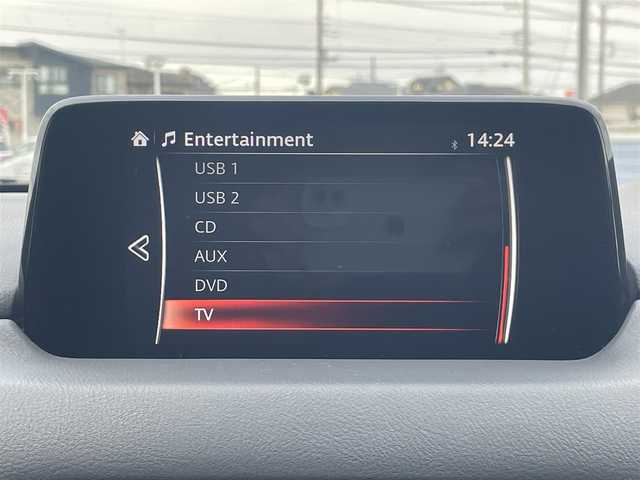 Entertainment 14:24
USB 1
USB 2
CD
AUX
DVD
TV